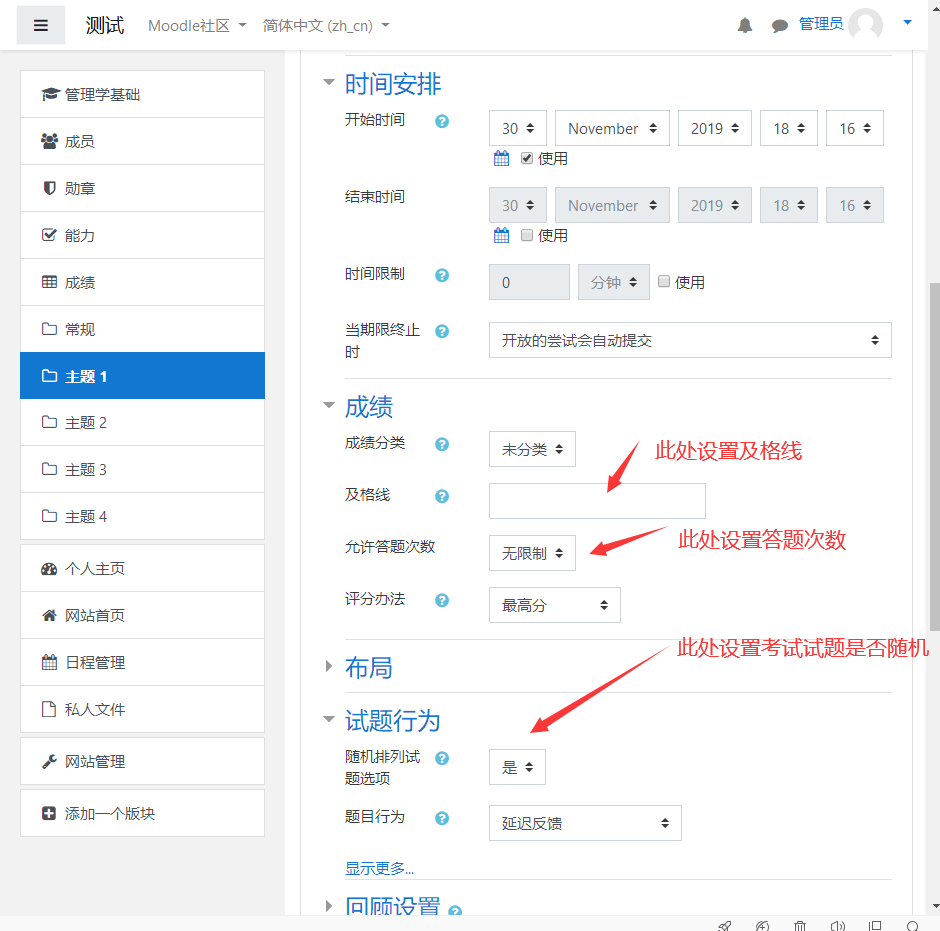 测试 Moodle社区 简体中文 (zh_cn) 管理员
管理学基础
成员
勋章
能力
成绩
常规
主题 1
主题 2
主题 3
主题 4
个人主页
网站首页
日程管理
私人文件
网站管理
添加一个版块
时间安排
开始时间 30 November 2019 18 16
使用
结束时间 30 November 2019 18 16
使用
时间限制 0 分钟 使用
当期限终止
时
开放的尝试会自动提交
成绩
成绩分类 未分类
此处设置及格线
及格线
此处设置答题次数
允许答题次数 无限制
评分办法 最高分
此处设置考试试题是否随机
布局
试题行为
随机排列试
题选项
是
题目行为 延迟反馈
显示更多...
回顾设置